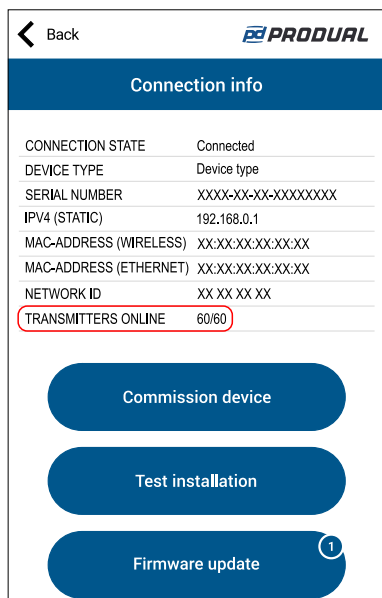 Back
PRODUAL
Connection info
CONNECTION STATE Connected
DEVICE TYPE Device type
SERIAL NUMBER XXXX-XX-XX-XXXXXXXX
IPV4 (STATIC) 192.168.0.1
MAC-ADDRESS (WIRELESS) XX:XX:XX:XX:XX:XX
MAC-ADDRESS (ETHERNET) XX:XX:XX:XX:XX:XX
NETWORK ID XX XX XX XX
TRANSMITTERS ONLINE 60/60
Commission device
Test installation
1
Firmware update